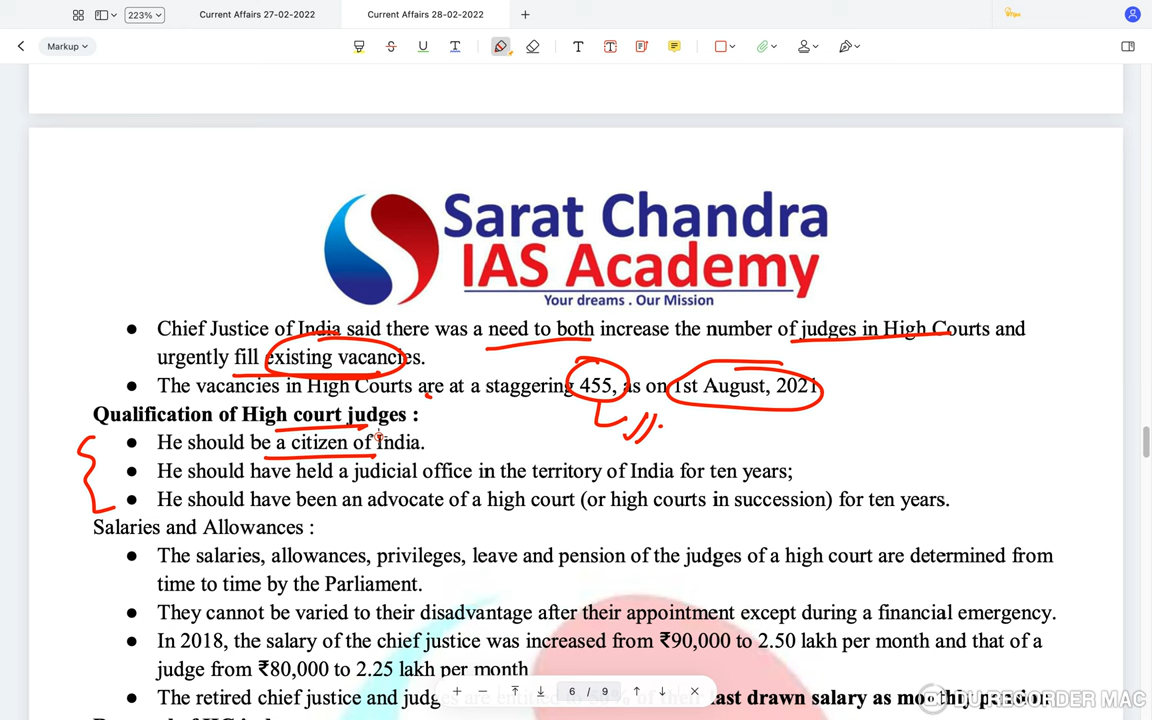 223%
Current Affairs 27-02-2022
Current Affairs 28-02-2022
Markup
Sarat Chandra
IAS Academy
Your dreams . Our Mission
● Chief Justice of India said there was a need to both increase the number of judges in High Courts and
urgently fill existing vacancies.
● The vacancies in High Courts are at a staggering 455, as on 1st August, 2021
Qualification of High court judges :
● He should be a citizen of India.
● He should have held a judicial office in the territory of India for ten years;
● He should have been an advocate of a high court (or high courts in succession) for ten years.
Salaries and Allowances :
● The salaries, allowances, privileges, leave and pension of the judges of a high court are determined from
time to time by the Parliament.
● They cannot be varied to their disadvantage after their appointment except during a financial emergency.
● In 2018, the salary of the chief justice was increased from ₹90,000 to 2.50 lakh per month and that of a
judge from ₹80,000 to 2.25 lakh per month
● The retired chief justice and last drawn salary as
6 / 9
DU RECORDER MAC